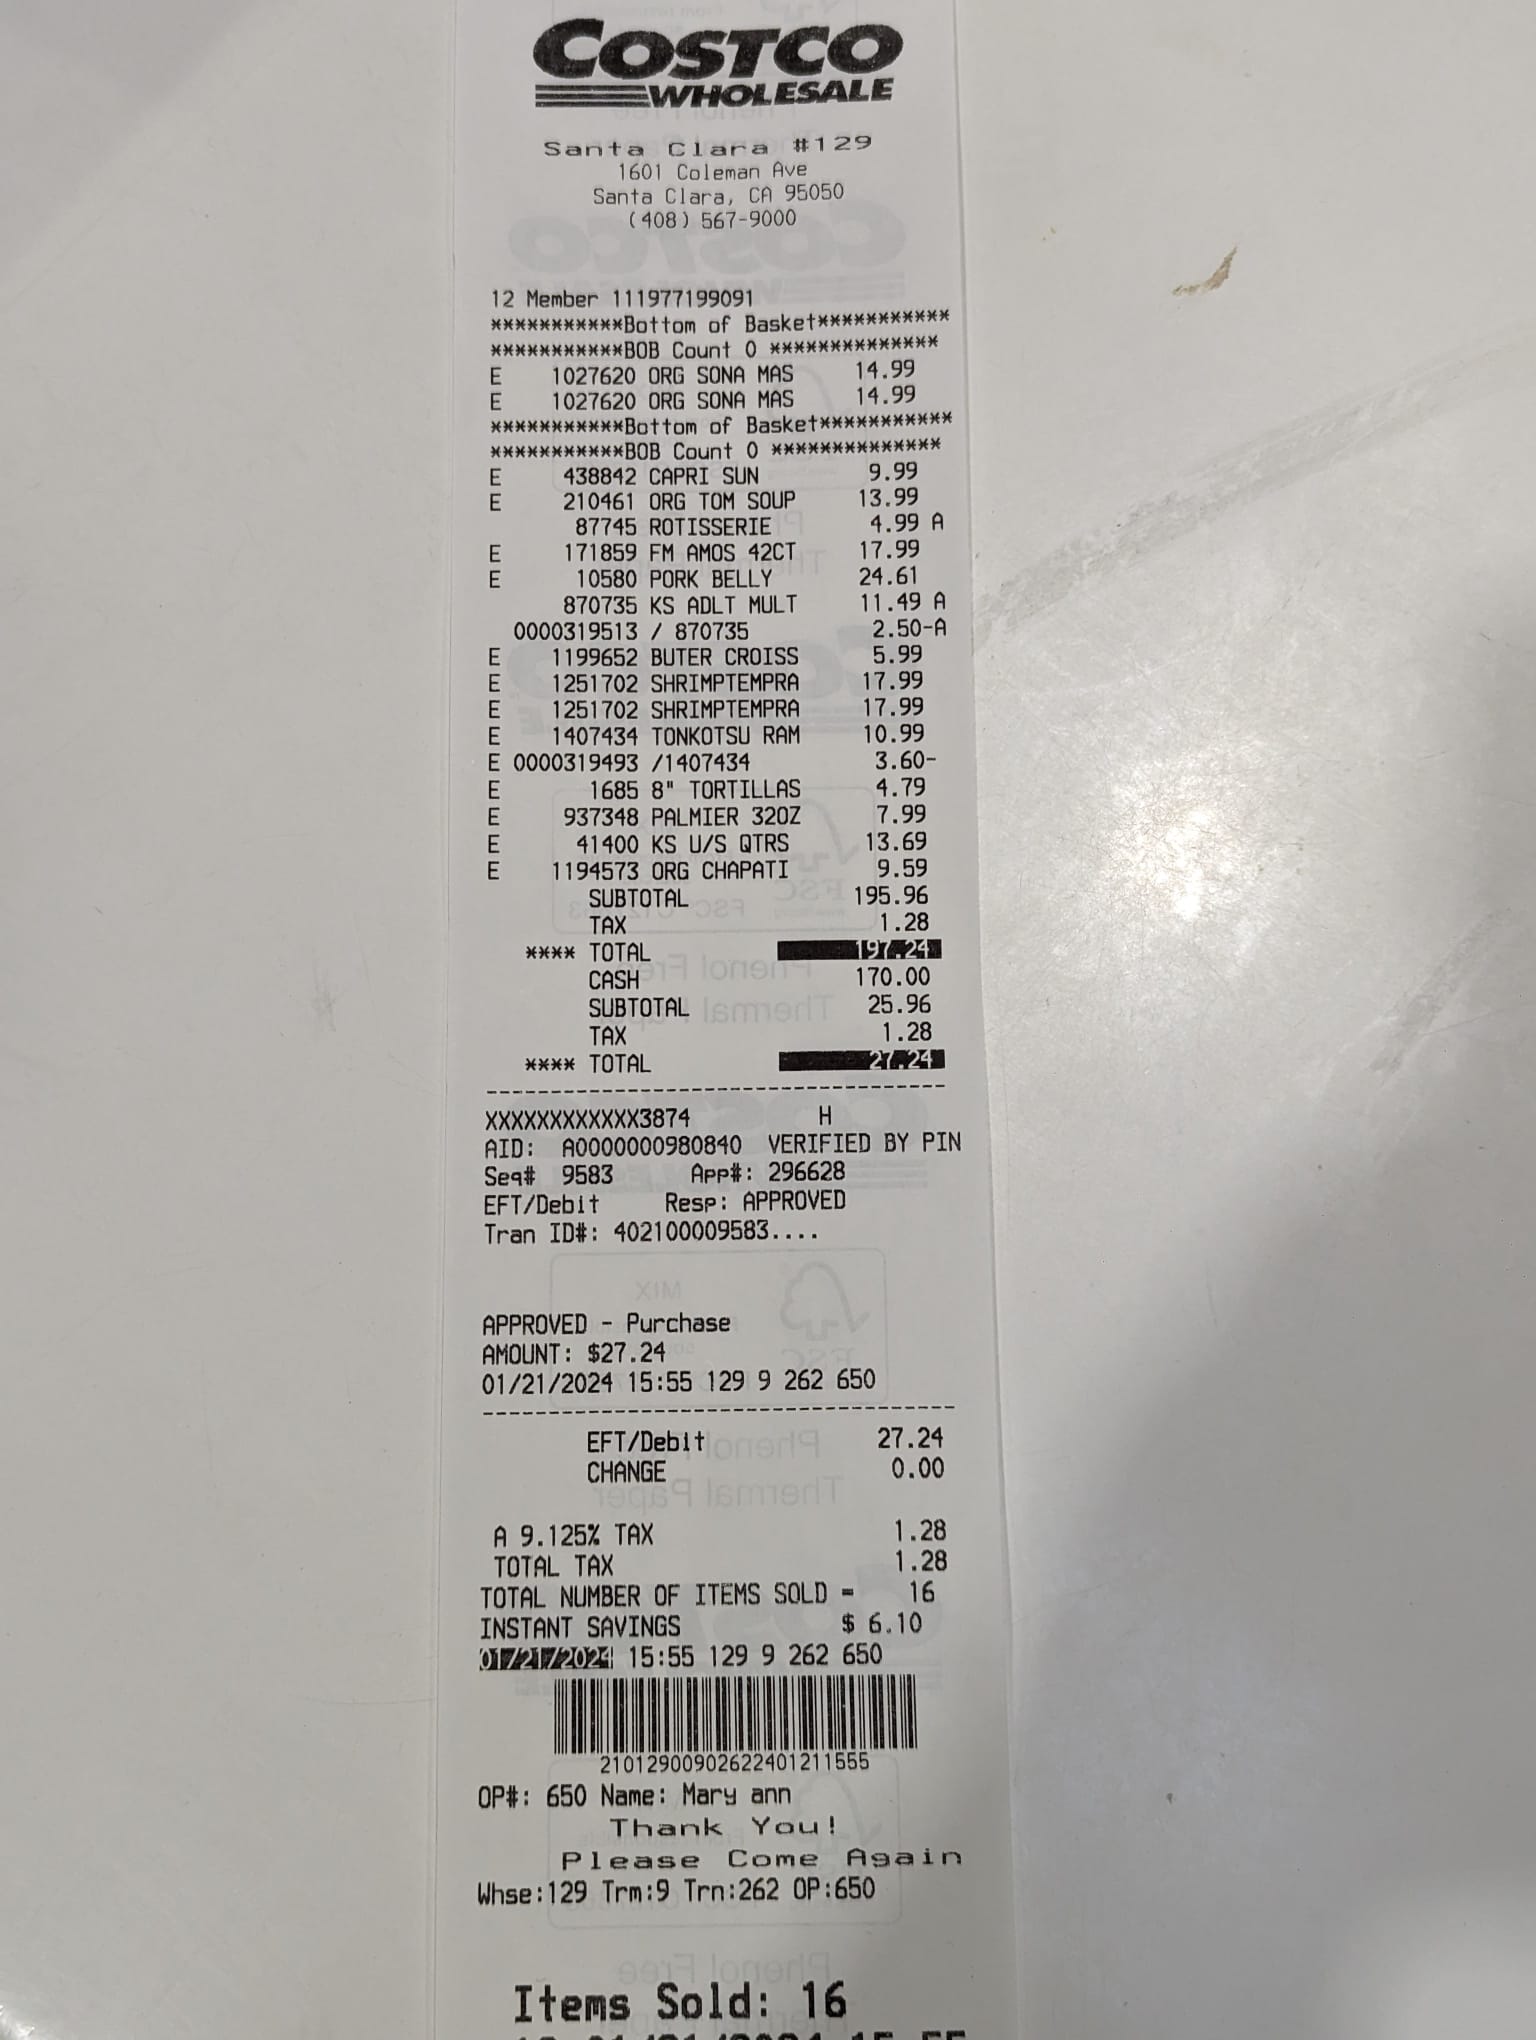 COSTCO
WHOLESALE
Santa Clara #129
1601 Coleman Ave
Santa Clara, CA 95050
(408) 567-9000
12 Member 111977199091
***********Bottom of Basket***********
***********BOB Count 0 **************
E 1027620 ORG SONA MAS 14.99
E 1027620 ORG SONA MAS 14.99
***********Bottom of Basket***********
***********BOB Count 0 **************
E 438842 CAPRI SUN 9.99
E 210461 ORG TOM SOUP 13.99
87745 ROTISSERIE 4.99 A
E 171859 FM AMOS 42CT 17.99
E 10580 PORK BELLY 24.61
870735 KS ADLT MULT 11.49 A
0000319513 / 870735 2.50-A
E 1199652 BUTER CROISS 5.99
E 1251702 SHRIMPTEMPRA 17.99
E 1251702 SHRIMPTEMPRA 17.99
E 1407434 TONKOTSU RAM 10.99
E 0000319493 /1407434 3.60-
E 1685 8" TORTILLAS 4.79
E 937348 PALMIER 32OZ 7.99
E 41400 KS U/S QTRS 13.69
E 1194573 ORG CHAPATI 9.59
SUBTOTAL 195.96
TAX 1.28
**** TOTAL 197.24
CASH 170.00
SUBTOTAL 25.96
TAX 1.28
**** TOTAL 27.24
XXXXXXXXXXXX3874 H
AID: A0000000980840 VERIFIED BY PIN
Seq# 9583 App#: 296628
EFT/Debit Resp: APPROVED
Tran ID#: 402100009583....
APPROVED - Purchase
AMOUNT: $27.24
01/21/2024 15:55 129 9 262 650
EFT/Debit 27.24
CHANGE 0.00
A 9.125% TAX 1.28
TOTAL TAX 1.28
TOTAL NUMBER OF ITEMS SOLD = 16
INSTANT SAVINGS $ 6.10
01/21/2024 15:55 129 9 262 650
21012900902622401211555
OP#: 650 Name: Mary ann
Thank You!
Please Come Again
Whse:129 Trm:9 Trn:262 OP:650
Items Sold: 16